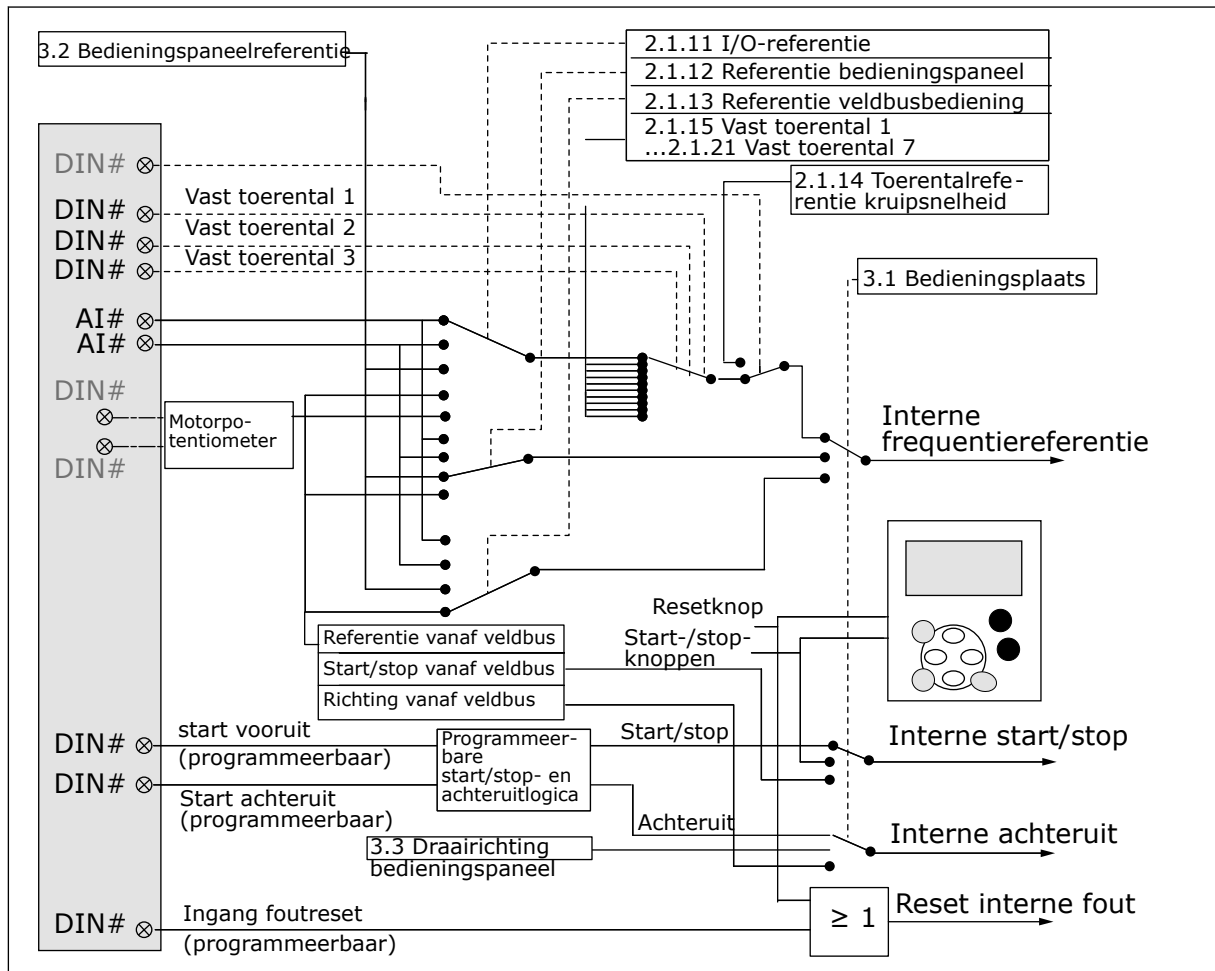 3.2 Bedieningspaneelreferentie
2.1.11 I/O-referentie
2.1.12 Referentie bedieningspaneel
2.1.13 Referentie veldbusbediening
2.1.15 Vast toerental 1
...2.1.21 Vast toerental 7
2.1.14 Toerentalrefe-
rentie kruipsnelheid
3.1 Bedieningsplaats
DIN#
DIN#
Vast toerental 1
DIN#
Vast toerental 2
DIN#
Vast toerental 3
AI#
AI#
DIN#
DIN#
Motorpo-
tentiometer
Interne
frequentiereferentie
Resetknop
Start-/stop-
knoppen
Referentie vanaf veldbus
Start/stop vanaf veldbus
Richting vanaf veldbus
DIN#
start vooruit
(programmeerbaar)
DIN#
Start achteruit
(programmeerbaar)
Programmeer-
bare
start/stop- en
achteruitlogica
Start/stop
Interne start/stop
Achteruit
Interne achteruit
3.3 Draairichting
bedieningspaneel
DIN#
Ingang foutreset
(programmeerbaar)
≥ 1
Reset interne fout